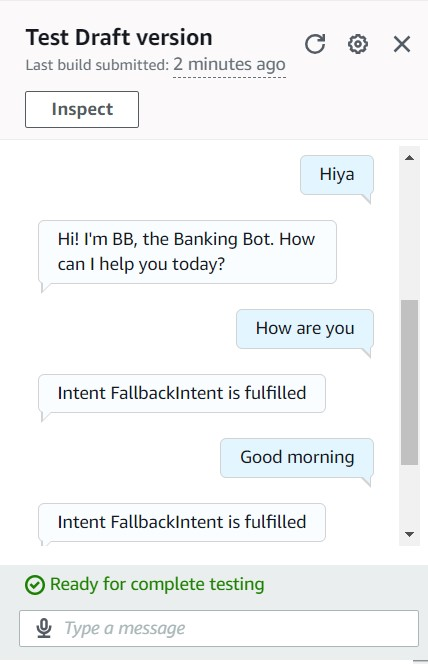 Test Draft version
Last build submitted: 2 minutes ago
Inspect
Hiya
Hi! I'm BB, the Banking Bot. How
can I help you today?
How are you
Intent FallbackIntent is fulfilled
Good morning
Intent FallbackIntent is fulfilled
Ready for complete testing
Type a message